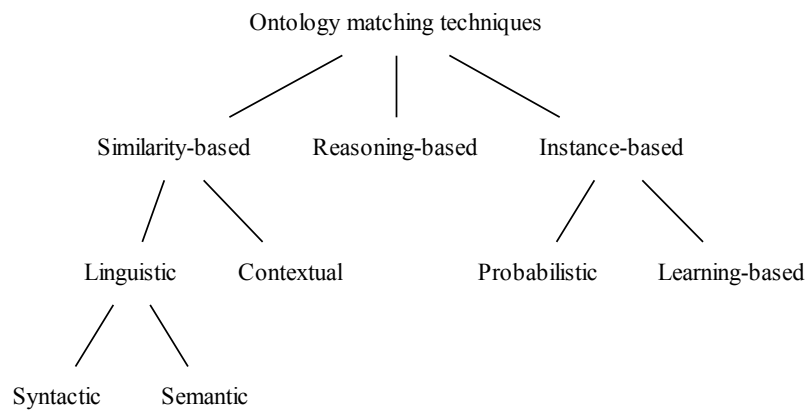 Ontology matching techniques
Similarity-based Reasoning-based Instance-based
Linguistic Contextual Probabilistic Learning-based
Syntactic Semantic